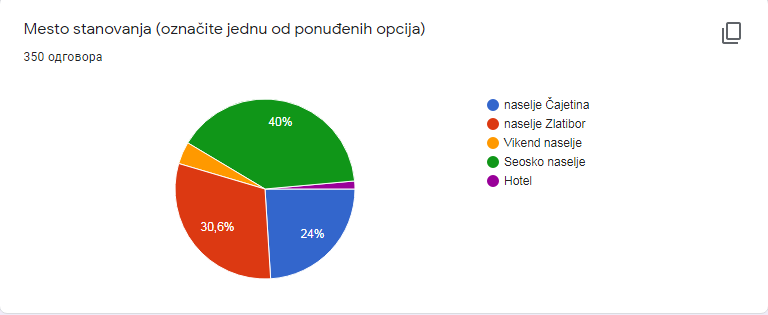 Mesto stanovanja (označite jednu od ponuđenih opcija)
350 одговора
40%
30,6%
24%
naselje Čajetina
naselje Zlatibor
Vikend naselje
Seosko naselje
Hotel